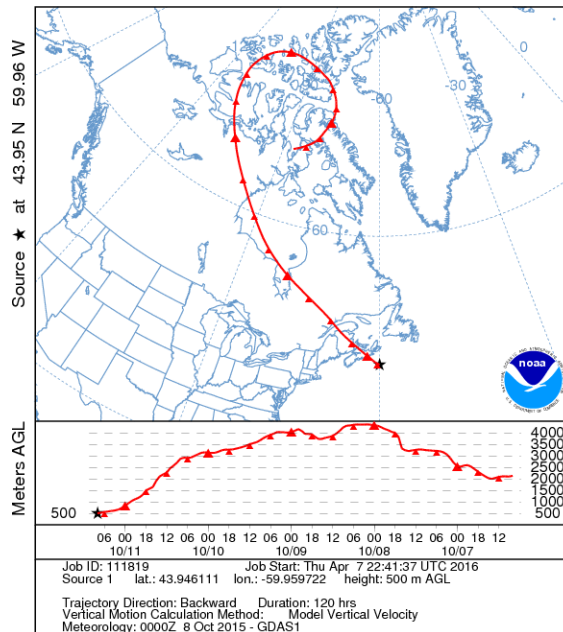 Source ★ at 43.95 N 59.96 W
0
-30
-60
60
noaa
Meters AGL
500
4000
3500
3000
2500
2000
1500
1000
500
06 00 18 12 06 00 18 12 06 00 18 12 06 00 18 12 06 00 18 12
10/11 10/10 10/09 10/08 10/07
Job ID: 111819 Job Start: Thu Apr 7 22:41:37 UTC 2016
Source 1 lat.: 43.946111 lon.: -59.959722 height: 500 m AGL
Trajectory Direction: Backward Duration: 120 hrs
Vertical Motion Calculation Method: Model Vertical Velocity
Meteorology: 0000Z 8 Oct 2015 - GDAS1